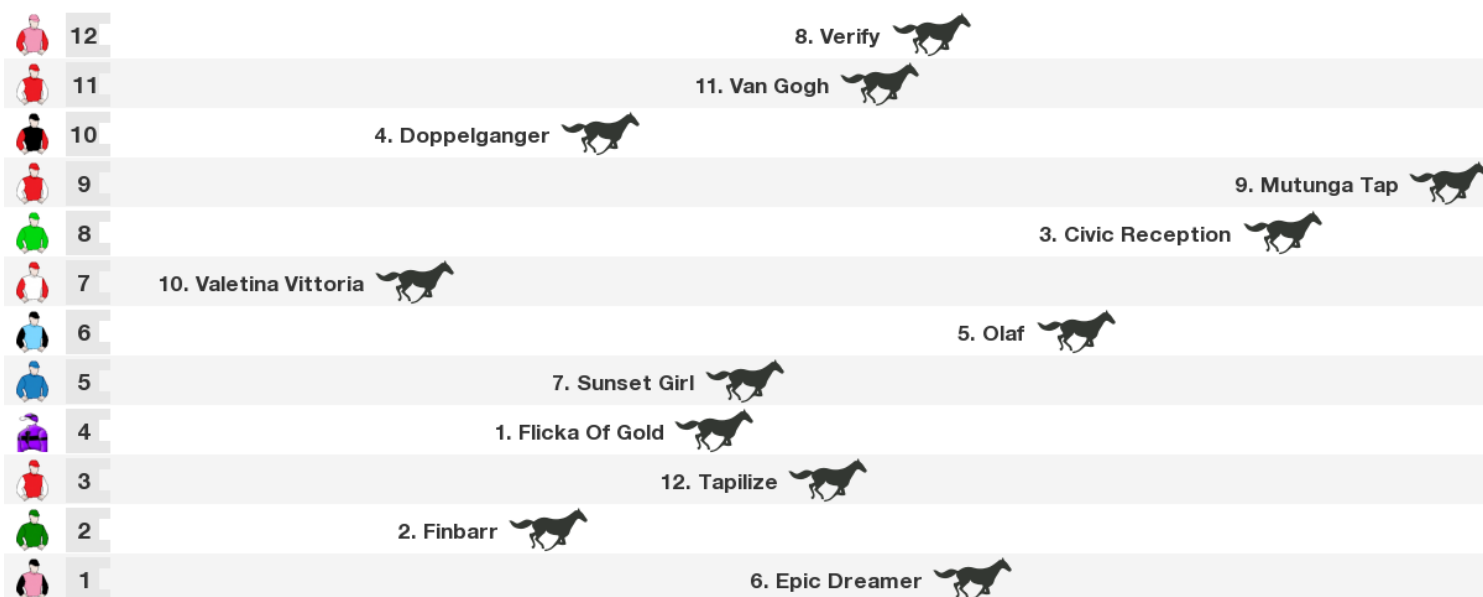 12 8. Verify
11 11. Van Gogh
10 4. Doppelganger
9 9. Mutunga Tap
8 3. Civic Reception
7 10. Valetina Vittoria
6 5. Olaf
5 7. Sunset Girl
4 1. Flicka Of Gold
3 12. Tapilize
2 2. Finbarr
1 6. Epic Dreamer